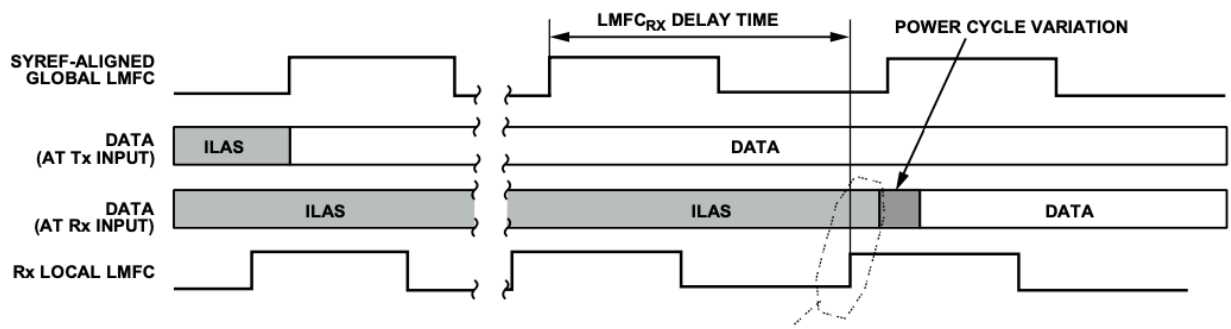 LMFCRX DELAY TIME
POWER CYCLE VARIATION
SYREF-ALIGNED
GLOBAL LMFC
DATA
(AT Tx INPUT)
ILAS
DATA
DATA
(AT Rx INPUT)
ILAS
ILAS
DATA
Rx LOCAL LMFC